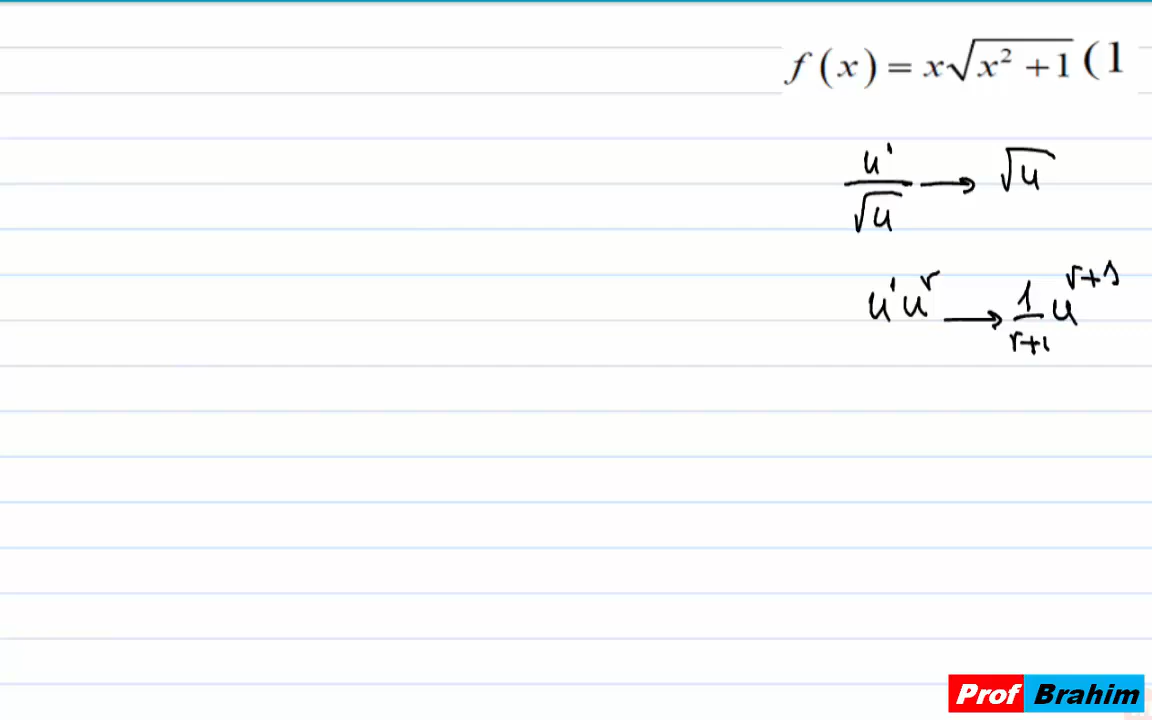 f(x) = x√(x² + 1) (1
u'/√u → √u
u'u^r → 1/(r+1) u^(r+1)
Prof Brahim